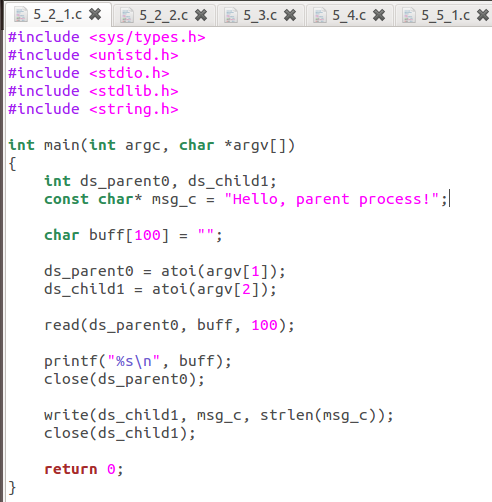 5_2_1.c 5_2_2.c 5_3.c 5_4.c 5_5_1.c
#include <sys/types.h>
#include <unistd.h>
#include <stdio.h>
#include <stdlib.h>
#include <string.h>
int main(int argc, char *argv[])
{
    int ds_parent0, ds_child1;
    const char* msg_c = "Hello, parent process!";
    char buff[100] = "";
    ds_parent0 = atoi(argv[1]);
    ds_child1 = atoi(argv[2]);
    read(ds_parent0, buff, 100);
    printf("%s\n", buff);
    close(ds_parent0);
    write(ds_child1, msg_c, strlen(msg_c));
    close(ds_child1);
    return 0;
}